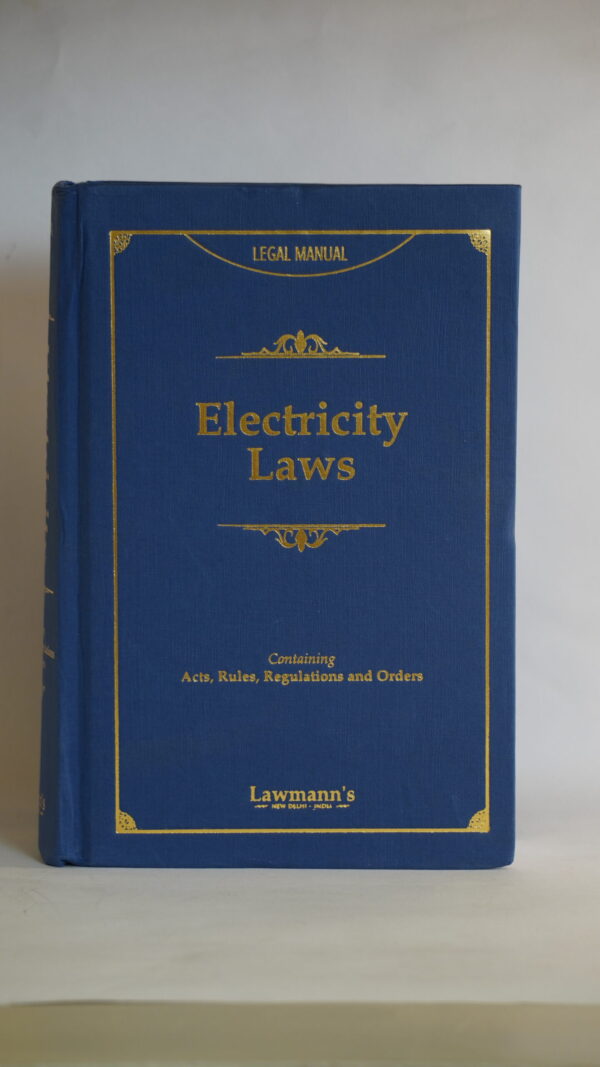 LEGAL MANUAL
Electricity
Laws
Containing
Acts, Rules, Regulations and Orders
Lawmann's
NEW DELHI - INDIA